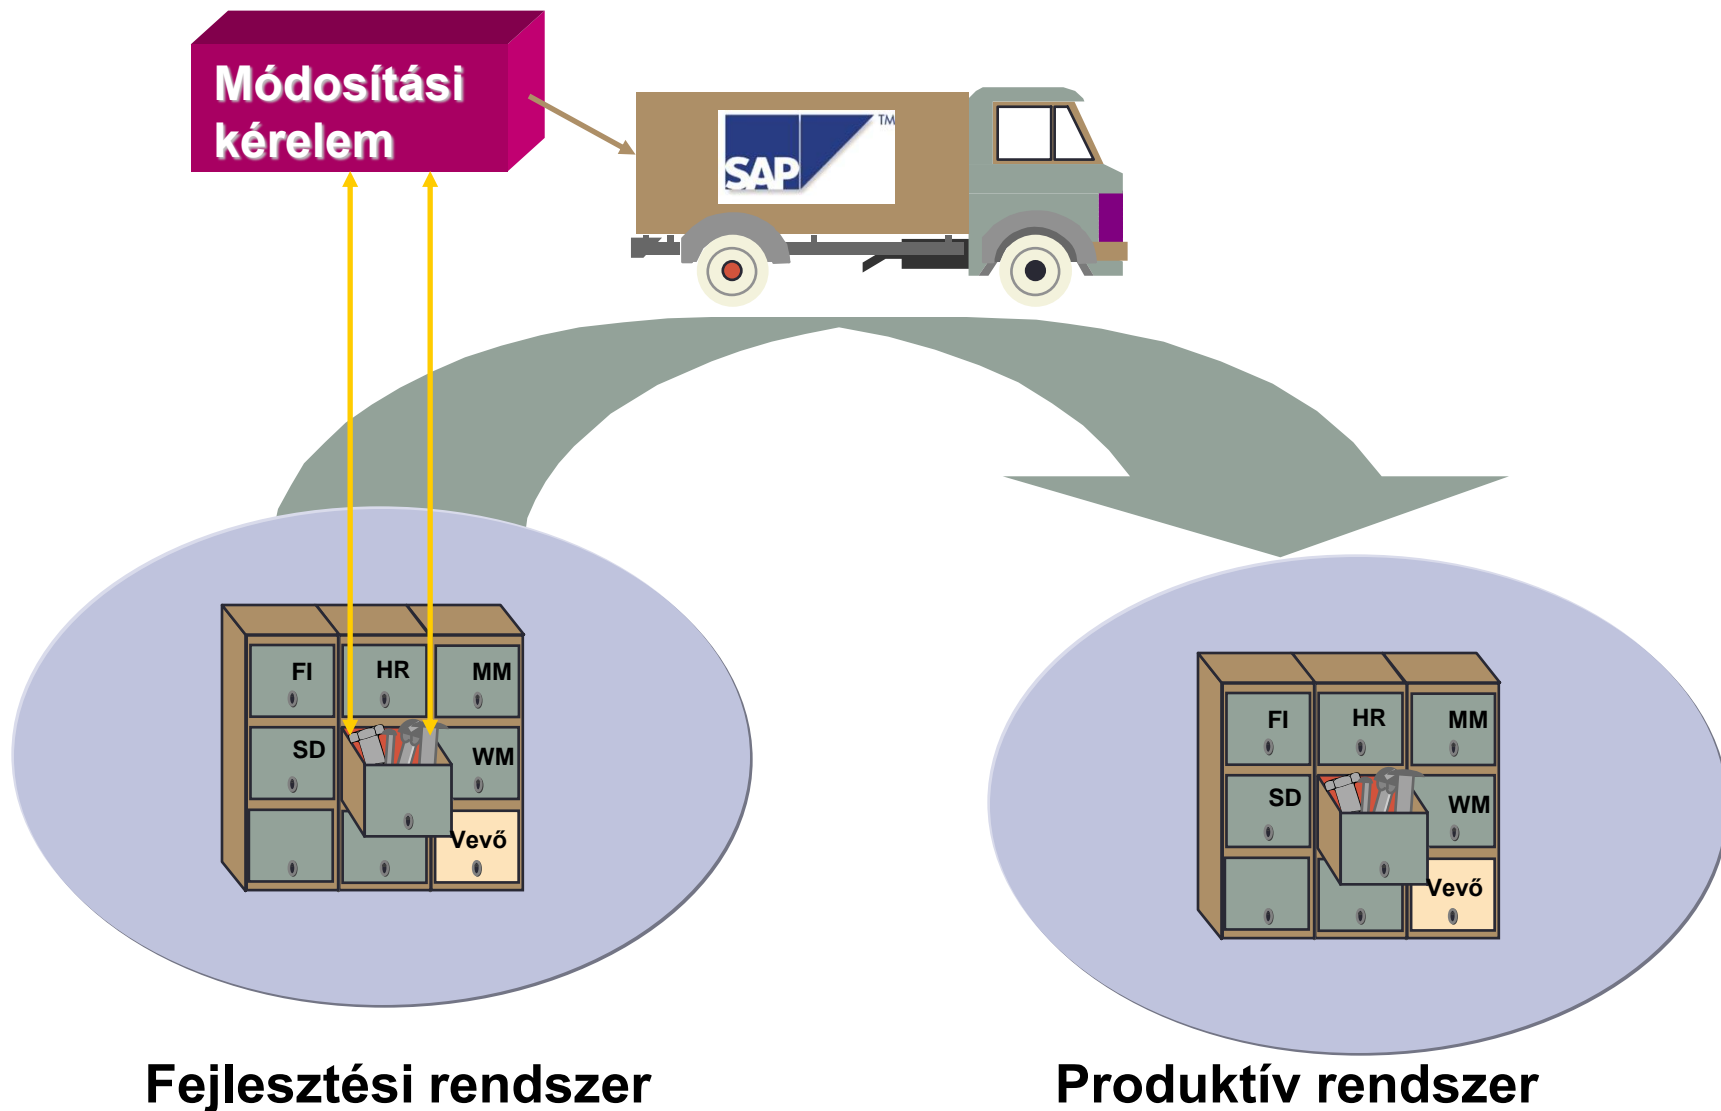 Módosítási
kérelem
SAP
TM
FI
HR
MM
SD
WM
Vevő
FI
HR
MM
SD
WM
Vevő
Fejlesztési rendszer
Produktív rendszer